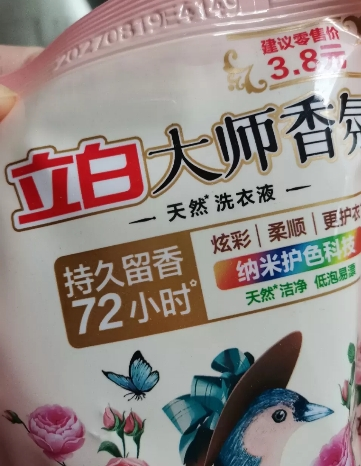 20270819E4149
建议零售价
3.8元
立白大师香氛
天然*洗衣液
炫彩 | 柔顺 | 更护衣
持久留香
72小时°
纳米护色科技
天然*洁净 低泡易漂